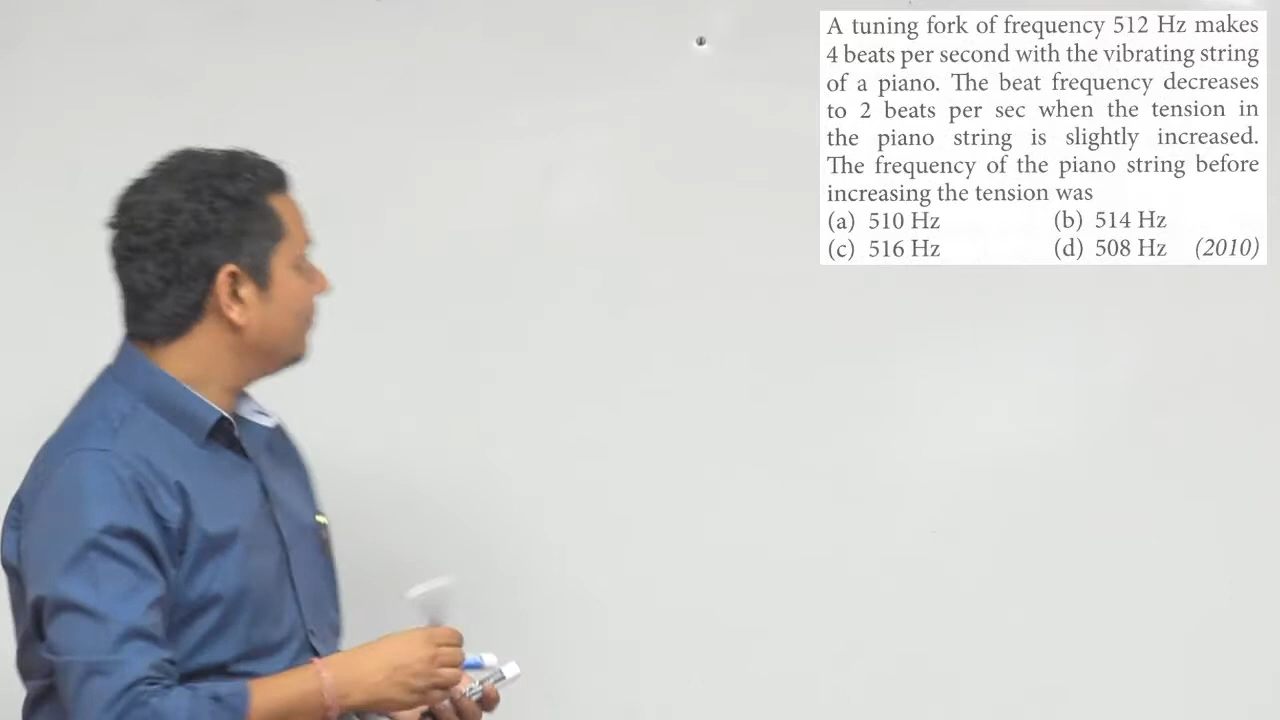 A tuning fork of frequency 512 Hz makes
4 beats per second with the vibrating string
of a piano. The beat frequency decreases
to 2 beats per sec when the tension in
the piano string is slightly increased.
The frequency of the piano string before
increasing the tension was
(a) 510 Hz (b) 514 Hz
(c) 516 Hz (d) 508 Hz (2010)